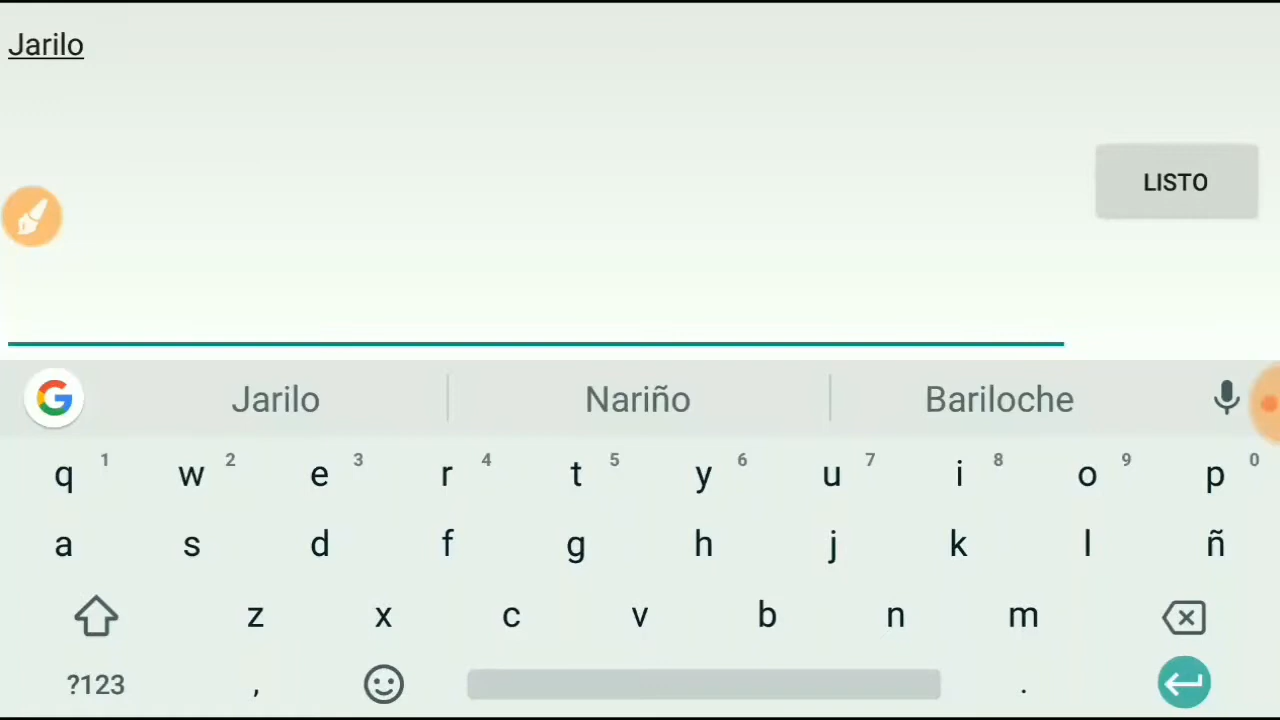 Jarilo
LISTO
Jarilo Nariño Bariloche
q 1 w 2 e 3 r 4 t 5 y 6 u 7 i 8 o 9 p 0
a s d f g h j k l ñ
z x c v b n m
?123 , .